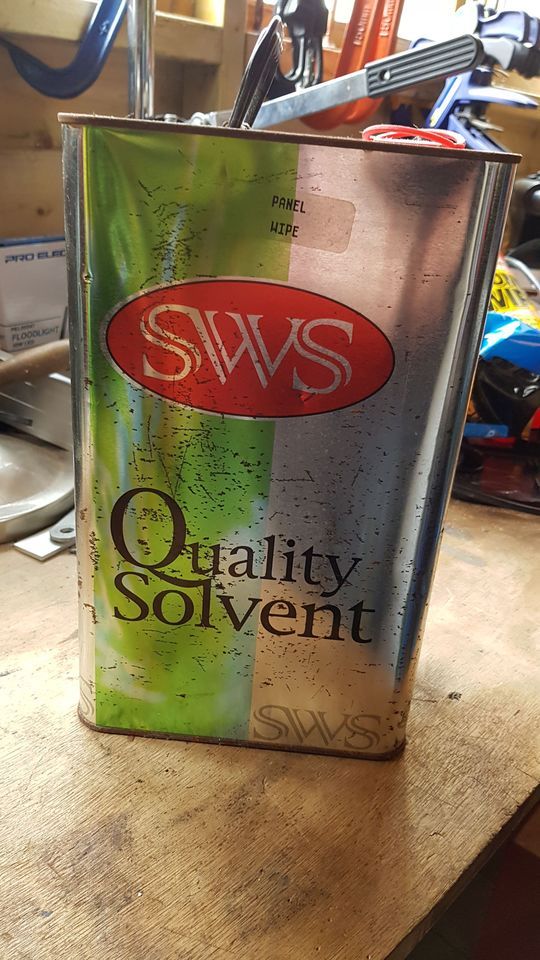 PANEL
WIPE
SWS
Quality
Solvent
SWS
PRO ELEC
FLOODLIGHT